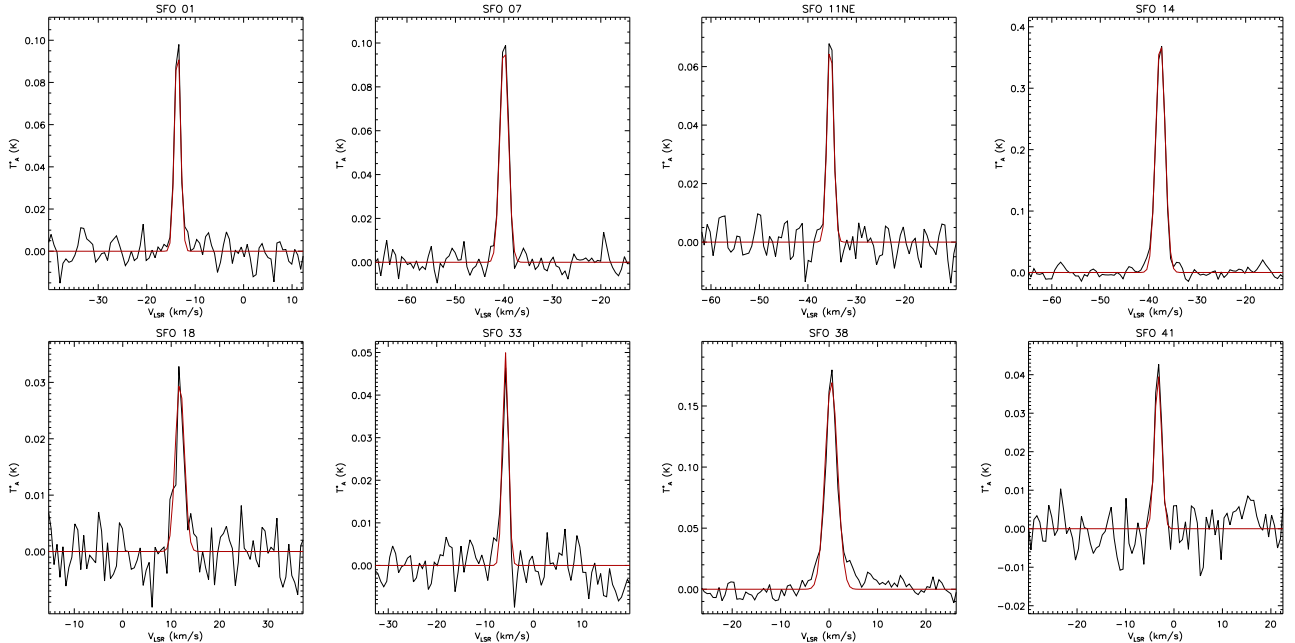 SFO 01 SFO 07 SFO 11NE SFO 14
0.10 0.08 0.06 0.04 0.02 0.00
T*A (K)
-30 -20 -10 0 10
VLSR (km/s)
0.10 0.08 0.06 0.04 0.02 0.00
T*A (K)
-60 -50 -40 -30 -20
VLSR (km/s)
0.06 0.04 0.02 0.00
T*A (K)
-60 -50 -40 -30 -20 -10
VLSR (km/s)
0.4 0.3 0.2 0.1 0.0
T*A (K)
-60 -50 -40 -30 -20
VLSR (km/s)
SFO 18 SFO 33 SFO 38 SFO 41
0.03 0.02 0.01 0.00
T*A (K)
-10 0 10 20 30
VLSR (km/s)
0.05 0.04 0.03 0.02 0.01 0.00
T*A (K)
-30 -20 -10 0 10
VLSR (km/s)
0.15 0.10 0.05 0.00
T*A (K)
-20 -10 0 10 20
VLSR (km/s)
0.04 0.03 0.02 0.01 0.00 -0.01 -0.02
T*A (K)
-20 -10 0 10 20
VLSR (km/s)